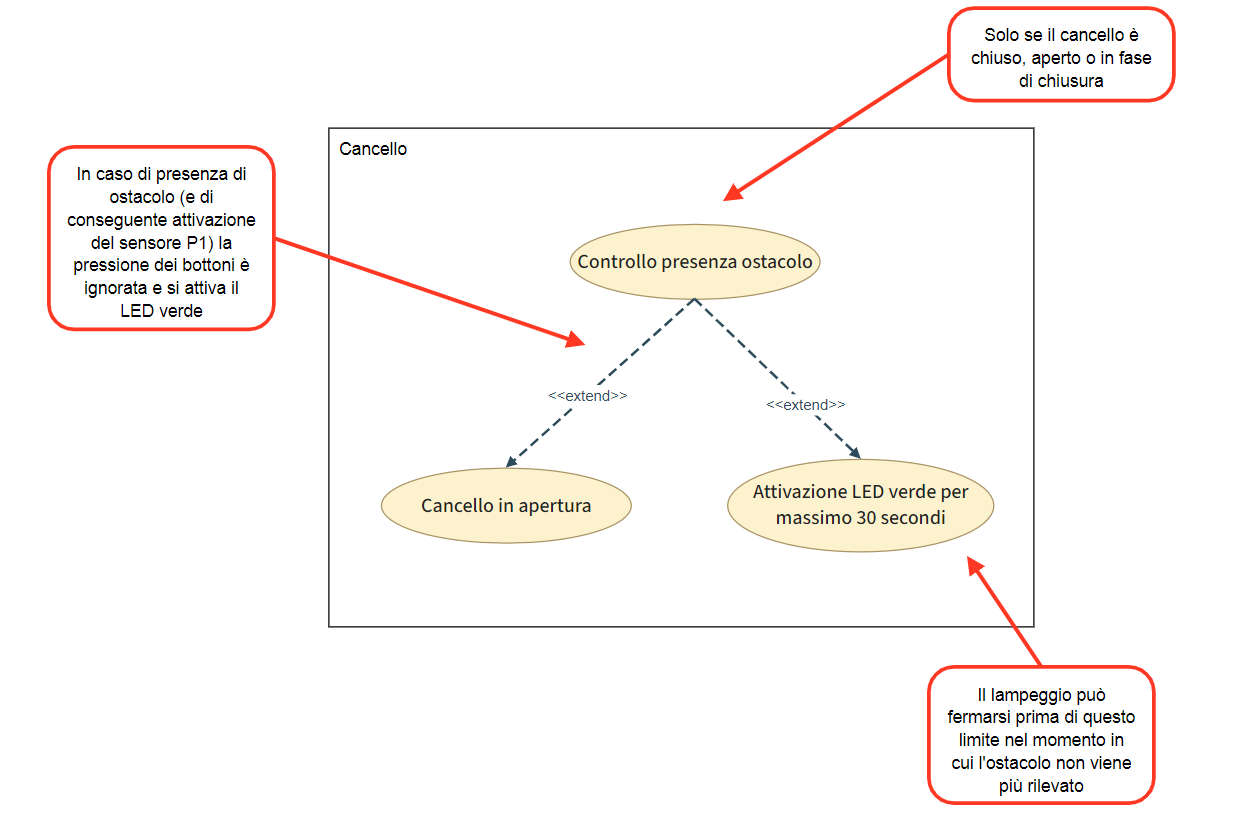 Solo se il cancello è
chiuso, aperto o in fase
di chiusura
Cancello
In caso di presenza di
ostacolo (e di
conseguente attivazione
del sensore P1) la
pressione dei bottoni è
ignorata e si attiva il
LED verde
Controllo presenza ostacolo
<<extend>>
<<extend>>
Cancello in apertura
Attivazione LED verde per
massimo 30 secondi
Il lampeggio può
fermarsi prima di questo
limite nel momento in
cui l'ostacolo non viene
più rilevato